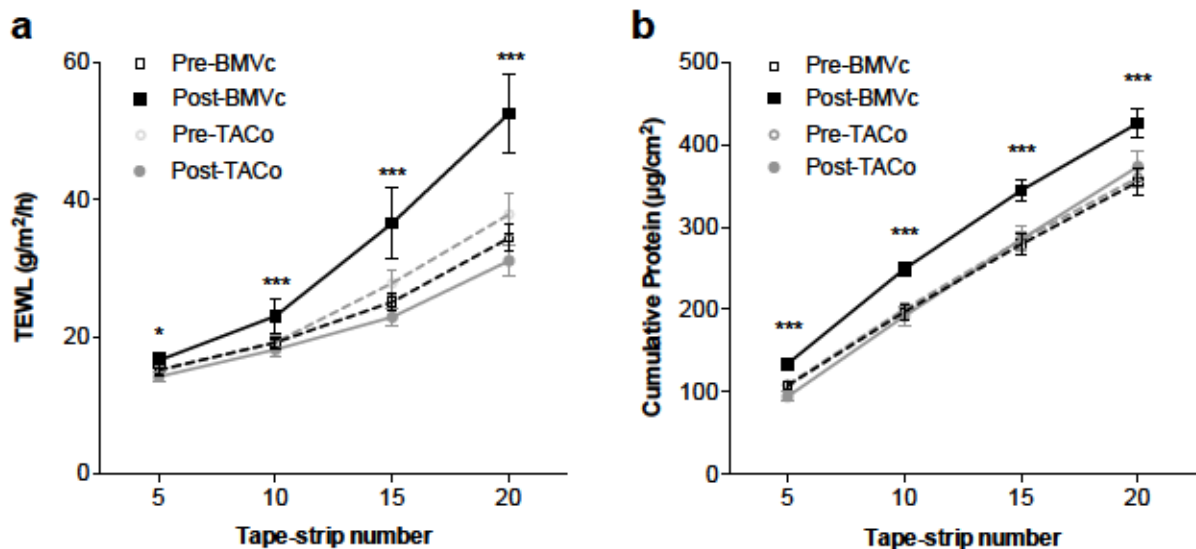 a
Pre-BMVc
Post-BMVc
Pre-TACo
Post-TACo
TEWL (g/m²/h)
60
40
20
0
*
***
***
***
5 10 15 20
Tape-strip number
b
Pre-BMVc
Post-BMVc
Pre-TACo
Post-TACo
Cumulative Protein (µg/cm²)
500
400
300
200
100
0
***
***
***
***
5 10 15 20
Tape-strip number